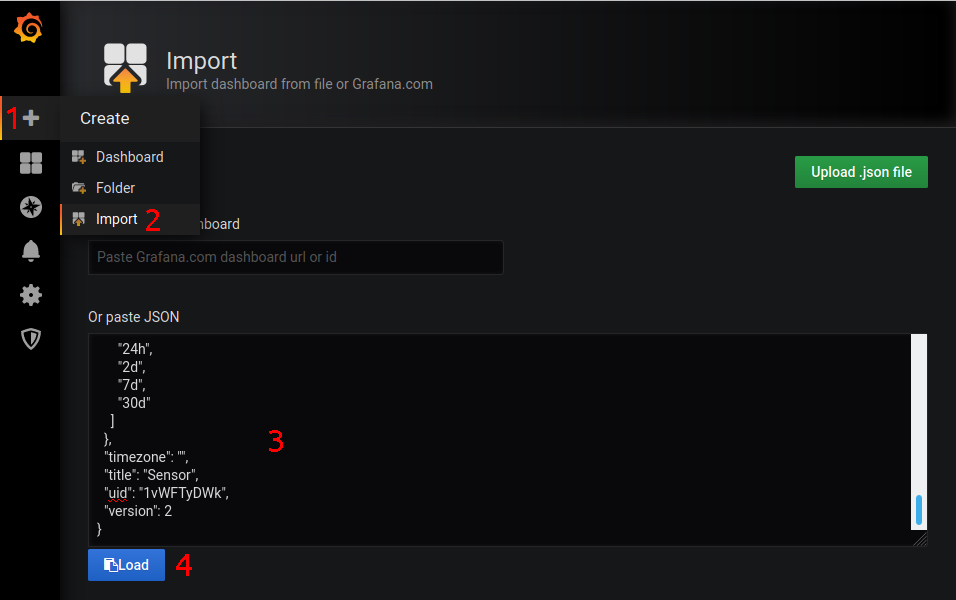 Import
Import dashboard from file or Grafana.com
1
Create
Dashboard
Folder
Import 2
Upload .json file
board
Paste Grafana.com dashboard url or id
Or paste JSON
"24h",
"2d",
"7d",
"30d"
]
},
"timezone": "",
"title": "Sensor",
"uid": "1vWFTyDWk",
"version": 2
}
3
Load 4